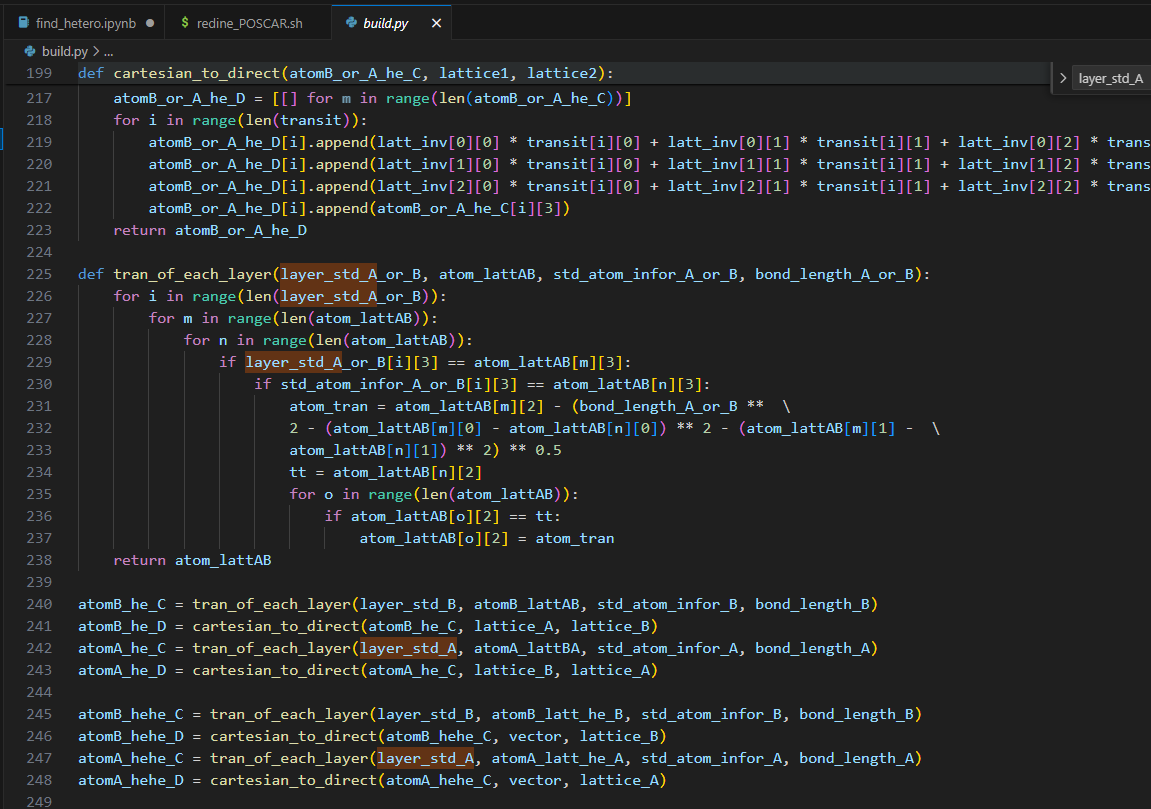 find_hetero.ipynb ●
$ redine_POSCAR.sh
build.py ×
build.py > ...
> layer_std_A
199 def cartesian_to_direct(atomB_or_A_he_C, lattice1, lattice2):
217 atomB_or_A_he_D = [[] for m in range(len(atomB_or_A_he_C))]
218 for i in range(len(transit)):
219 atomB_or_A_he_D[i].append(latt_inv[0][0] * transit[i][0] + latt_inv[0][1] * transit[i][1] + latt_inv[0][2] * trans
220 atomB_or_A_he_D[i].append(latt_inv[1][0] * transit[i][0] + latt_inv[1][1] * transit[i][1] + latt_inv[1][2] * trans
221 atomB_or_A_he_D[i].append(latt_inv[2][0] * transit[i][0] + latt_inv[2][1] * transit[i][1] + latt_inv[2][2] * trans
222 atomB_or_A_he_D[i].append(atomB_or_A_he_C[i][3])
223 return atomB_or_A_he_D
224
225 def tran_of_each_layer(layer_std_A_or_B, atom_lattAB, std_atom_infor_A_or_B, bond_length_A_or_B):
226 for i in range(len(layer_std_A_or_B)):
227 for m in range(len(atom_lattAB)):
228 for n in range(len(atom_lattAB)):
229 if layer_std_A_or_B[i][3] == atom_lattAB[m][3]:
230 if std_atom_infor_A_or_B[i][3] == atom_lattAB[n][3]:
231 atom_tran = atom_lattAB[m][2] - (bond_length_A_or_B ** \
232 2 - (atom_lattAB[m][0] - atom_lattAB[n][0]) ** 2 - (atom_lattAB[m][1] - \
233 atom_lattAB[n][1]) ** 2) ** 0.5
234 tt = atom_lattAB[n][2]
235 for o in range(len(atom_lattAB)):
236 if atom_lattAB[o][2] == tt:
237 atom_lattAB[o][2] = atom_tran
238 return atom_lattAB
239
240 atomB_he_C = tran_of_each_layer(layer_std_B, atomB_lattAB, std_atom_infor_B, bond_length_B)
241 atomB_he_D = cartesian_to_direct(atomB_he_C, lattice_A, lattice_B)
242 atomA_he_C = tran_of_each_layer(layer_std_A, atomA_lattBA, std_atom_infor_A, bond_length_A)
243 atomA_he_D = cartesian_to_direct(atomA_he_C, lattice_B, lattice_A)
244
245 atomB_hehe_C = tran_of_each_layer(layer_std_B, atomB_latt_he_B, std_atom_infor_B, bond_length_B)
246 atomB_hehe_D = cartesian_to_direct(atomB_hehe_C, vector, lattice_B)
247 atomA_hehe_C = tran_of_each_layer(layer_std_A, atomA_latt_he_A, std_atom_infor_A, bond_length_A)
248 atomA_hehe_D = cartesian_to_direct(atomA_hehe_C, vector, lattice_A)
249